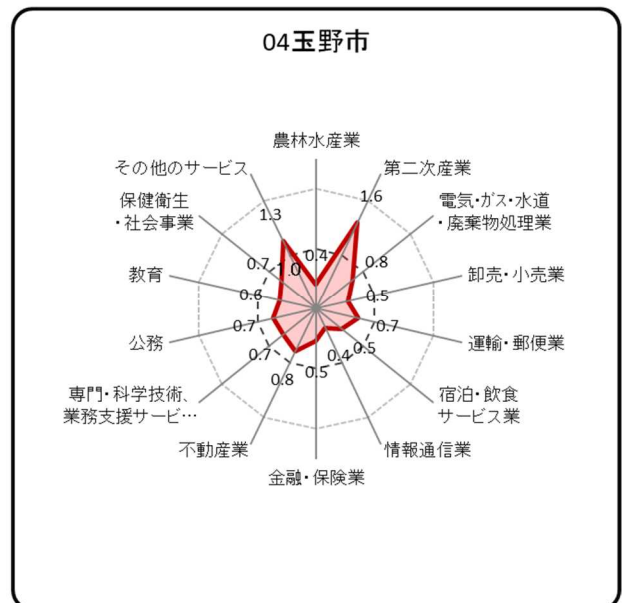 04玉野市
農林水産業
その他のサービス
第二次産業
保健衛生
・社会事業
電気・ガス・水道
・廃棄物処理業
教育
卸売・小売業
公務
運輸・郵便業
専門・科学技術、
業務支援サービ…
宿泊・飲食
サービス業
不動産業
情報通信業
金融・保険業
1.6
1.3
0.4
0.7
1.0
0.8
0.6
0.5
0.7
0.7
0.7
0.5
0.8
0.4
0.5